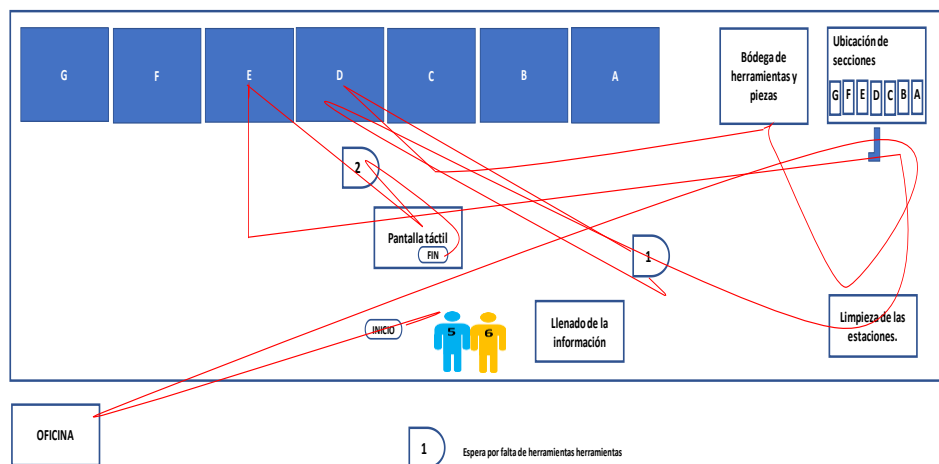 G F E D C B A
Bódega de
herramientas y
piezas
Ubicación de
secciones
G F E D C B A
2
Pantalla táctil
FIN
1
INICIO
5 6
Llenado de la
información
Limpieza de las
estaciones.
OFICINA
1
Espera por falta de herramientas herramientas